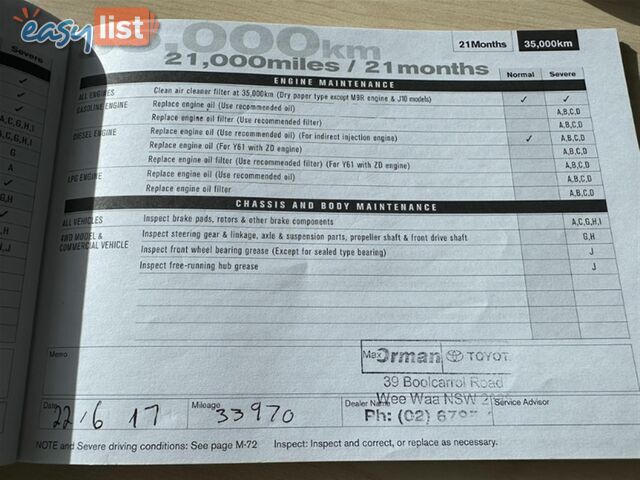 easylist
5,000km
21,000miles / 21months
21Months 35,000km
ENGINE MAINTENANCE
Normal Severe
ALL ENGINES Clean air cleaner filter at 35,000km (Dry paper type except M9R engine & J10 models) ✓ ✓
GASOLINE ENGINE Replace engine oil (Use recommended oil) A,B,C,D
Replace engine oil filter (Use recommended filter) A,B,C,D
DIESEL ENGINE Replace engine oil (Use recommended oil) (For indirect injection engine) ✓ A,B,C,D
Replace engine oil (For Y61 with ZD engine) A,B,C,D
Replace engine oil filter (Use recommended filter) (For Y61 with ZD engine) A,B,C,D
LPG ENGINE Replace engine oil (Use recommended oil) A,B,C,D
Replace engine oil filter A,B,C,D
CHASSIS AND BODY MAINTENANCE
ALL VEHICLES Inspect brake pads, rotors & other brake components A,C,G,H,I
4WD MODEL & COMMERCIAL VEHICLE Inspect steering gear & linkage, axle & suspension parts, propeller shaft & front drive shaft G,H
Inspect front wheel bearing grease (Except for sealed type bearing) J
Inspect free-running hub grease J
Severe
✓
✓
A,C,G,H,I
G
A
G,H
Memo
Max Orman TOYOTA
39 Boolcarrol Road
Wee Waa NSW
Ph: (02)
Date 22/6 17
Mileage 33970
Dealer Name
Service Advisor
NOTE and Severe driving conditions: See page M-72 Inspect: Inspect and correct, or replace as necessary.